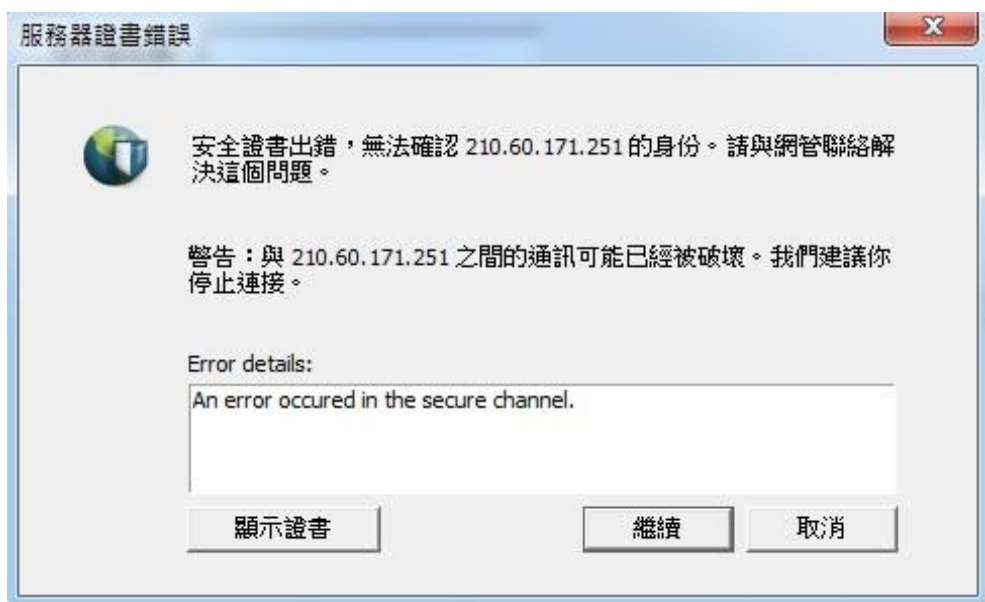 服務器證書錯誤
安全證書出錯，無法確認 210.60.171.251 的身份。請與網管聯絡解
決這個問題。
警告：與 210.60.171.251 之間的通訊可能已經被破壞。我們建議你
停止連接。
Error details:
An error occured in the secure channel.
顯示證書
繼續
取消